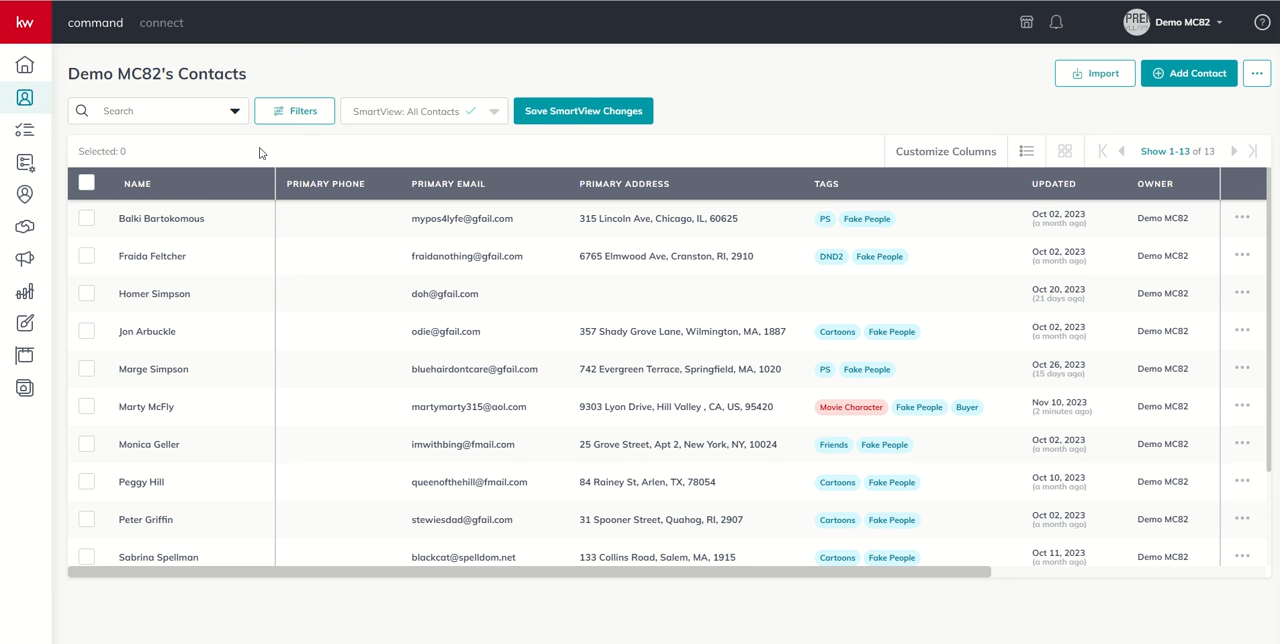 kw command connect Demo MC82
Demo MC82's Contacts Import Add Contact
Search Filters SmartView: All Contacts Save SmartView Changes
Selected: 0 Customize Columns Show 1-13 of 13
NAME PRIMARY PHONE PRIMARY EMAIL PRIMARY ADDRESS TAGS UPDATED OWNER
Balki Bartokomous mypos4lyfe@gfail.com 315 Lincoln Ave, Chicago, IL, 60625 PS Fake People Oct 02, 2023 Demo MC82
(a month ago)
Fraida Feltcher fraidanothing@gfail.com 6765 Elmwood Ave, Cranston, RI, 2910 DND2 Fake People Oct 02, 2023 Demo MC82
(a month ago)
Homer Simpson doh@gfail.com Oct 20, 2023 Demo MC82
(21 days ago)
Jon Arbuckle odie@gfail.com 357 Shady Grove Lane, Wilmington, MA, 1887 Cartoons Fake People Oct 02, 2023 Demo MC82
(a month ago)
Marge Simpson bluehairdontcare@gfail.com 742 Evergreen Terrace, Springfield, MA, 1020 PS Fake People Oct 26, 2023 Demo MC82
(15 days ago)
Marty McFly martymarty315@aol.com 9303 Lyon Drive, Hill Valley , CA, US, 95420 Movie Character Fake People Buyer Nov 10, 2023 Demo MC82
(2 minutes ago)
Monica Geller imwithbing@fmail.com 25 Grove Street, Apt 2, New York, NY, 10024 Friends Fake People Oct 02, 2023 Demo MC82
(a month ago)
Peggy Hill queenofthehill@fmail.com 84 Rainey St, Arlen, TX, 78054 Cartoons Fake People Oct 10, 2023 Demo MC82
(a month ago)
Peter Griffin stewiesdad@gfail.com 31 Spooner Street, Quahog, RI, 2907 Cartoons Fake People Oct 02, 2023 Demo MC82
(a month ago)
Sabrina Spellman blackcat@spelldom.net 133 Collins Road, Salem, MA, 1915 Cartoons Fake People Oct 11, 2023 Demo MC82
(a month ago)